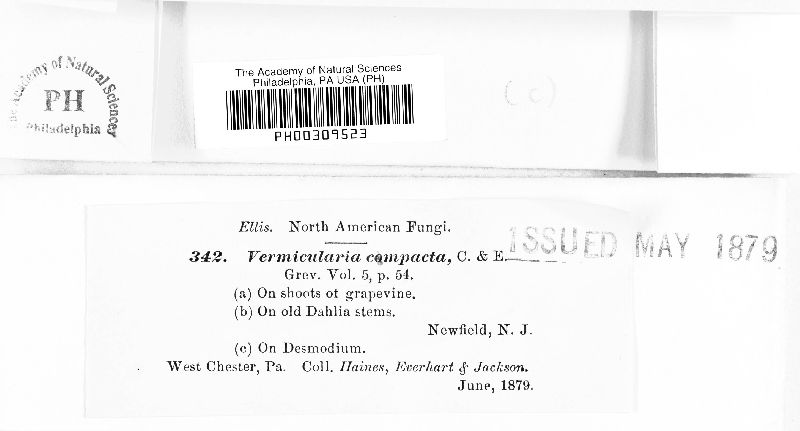 The Academy of Natural Sciences
Philadelphia, PA USA (PH)
PH00309523
(c)
Academy of Natural Sciences
PH
Philadelphia
Ellis. North American Fungi.
342. Vermicularia compacta, C. & E.
Grev. Vol. 5, p. 54.
(a) On shoots ot grapevine.
(b) On old Dahlia stems.
Newfield, N. J.
(c) On Desmodium.
West Chester, Pa. Coll. Haines, Everhart & Jackson.
June, 1879.
ISSUED MAY 1879